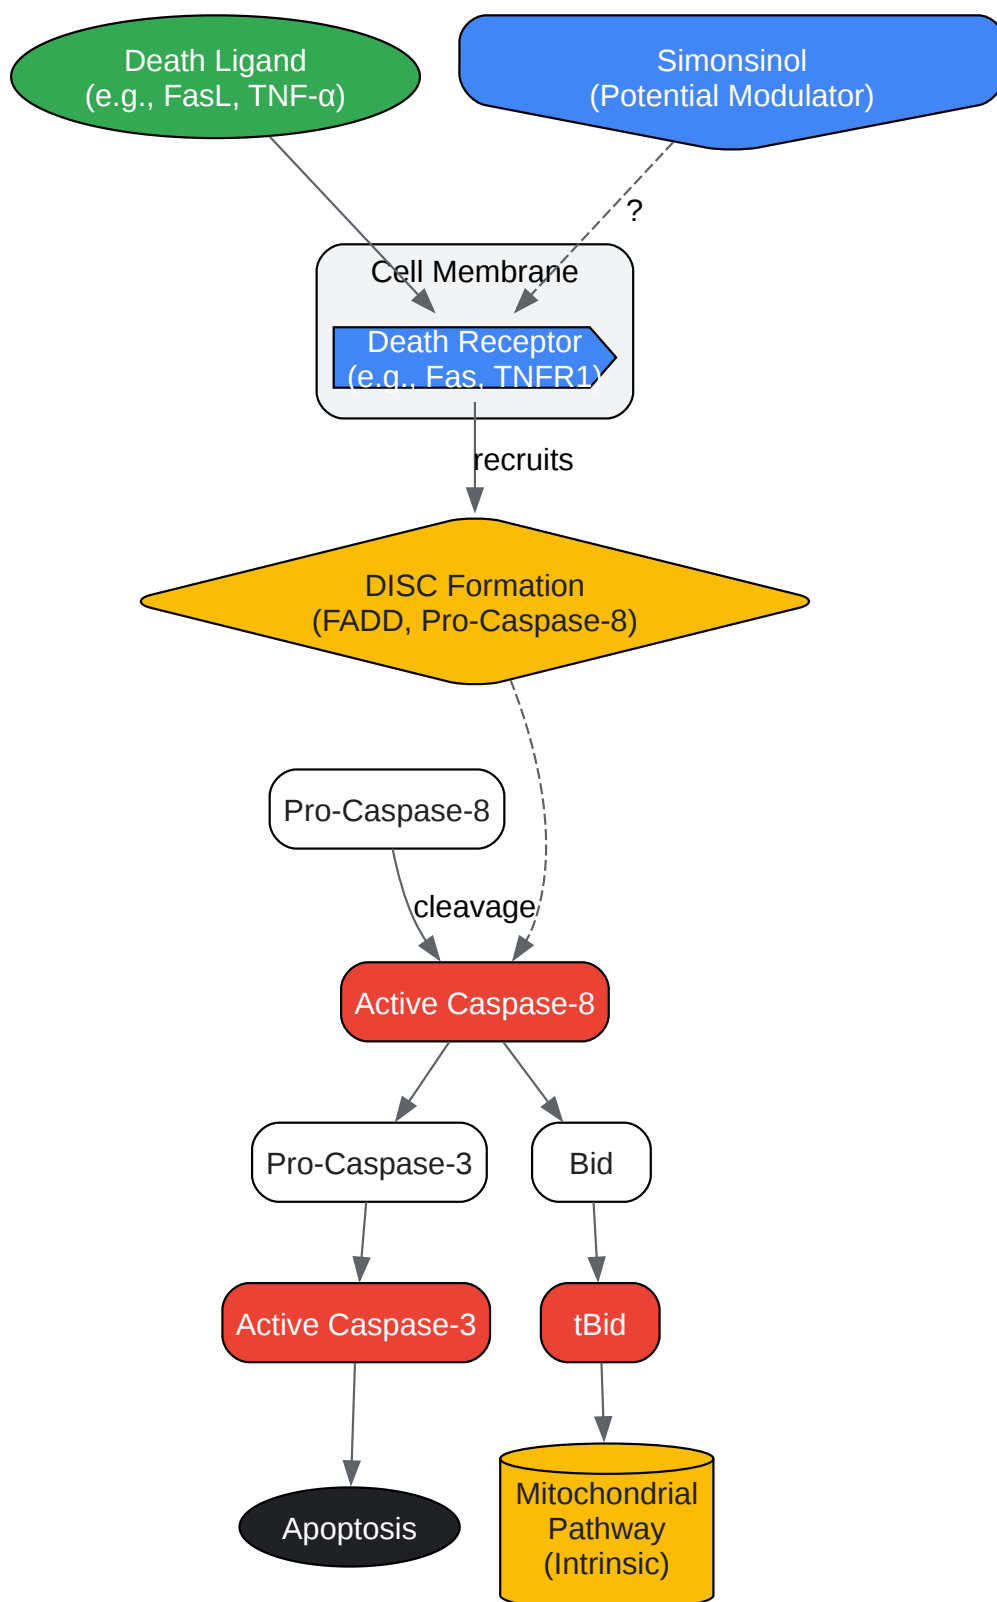 Death Ligand
(e.g., FasL, TNF-α)
Simonsinol
(Potential Modulator)
?
Cell Membrane
Death Receptor
(e.g., Fas, TNFR1)
recruits
DISC Formation
(FADD, Pro-Caspase-8)
Pro-Caspase-8
cleavage
Active Caspase-8
Pro-Caspase-3
Bid
Active Caspase-3
tBid
Apoptosis
Mitochondrial
Pathway
(Intrinsic)